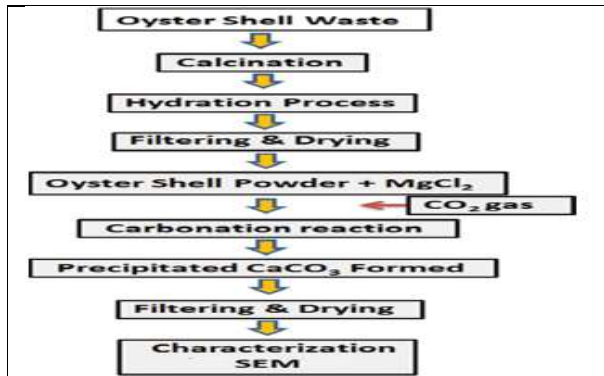 Oyster Shell Waste
Calcination
Hydration Process
Filtering & Drying
Oyster Shell Powder + MgCl₂
CO₂ gas
Carbonation reaction
Precipitated CaCO₃ Formed
Filtering & Drying
Characterization
SEM